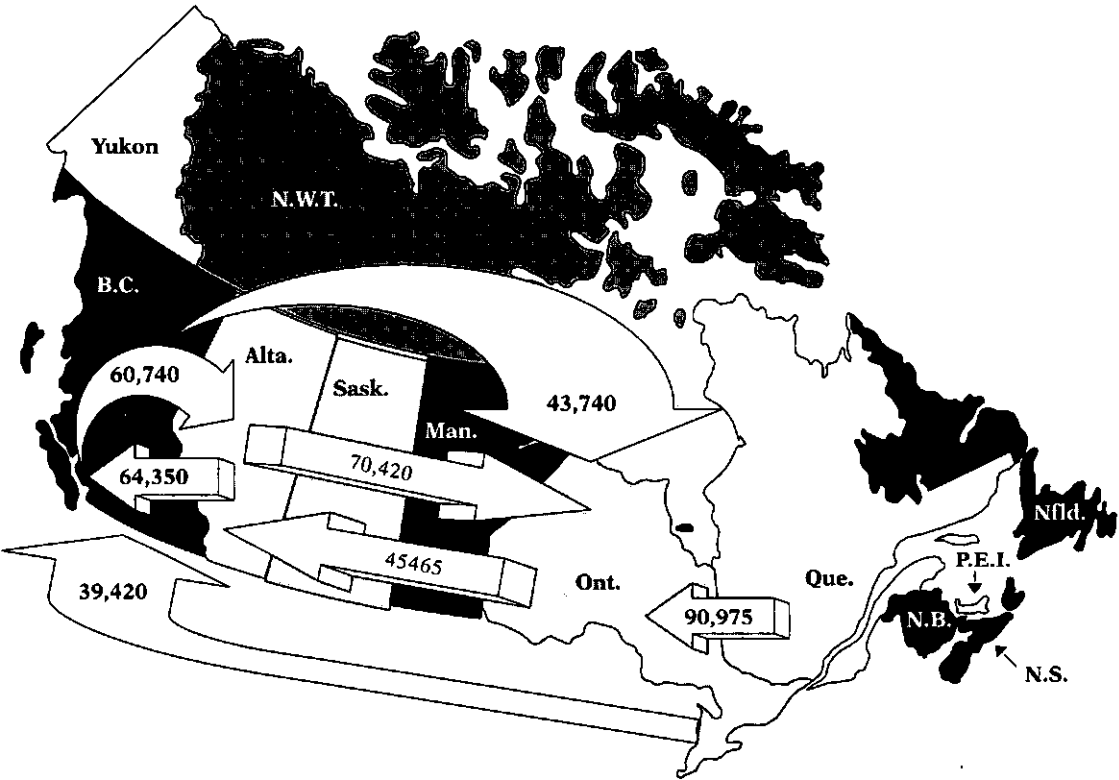 Yukon
N.W.T.
B.C.
Alta.
60,740
Sask.
43,740
Man.
70,420
64,350
Nfld.
45465
P.E.I.
Ont.
Que.
39,420
90,975
N.B.
N.S.